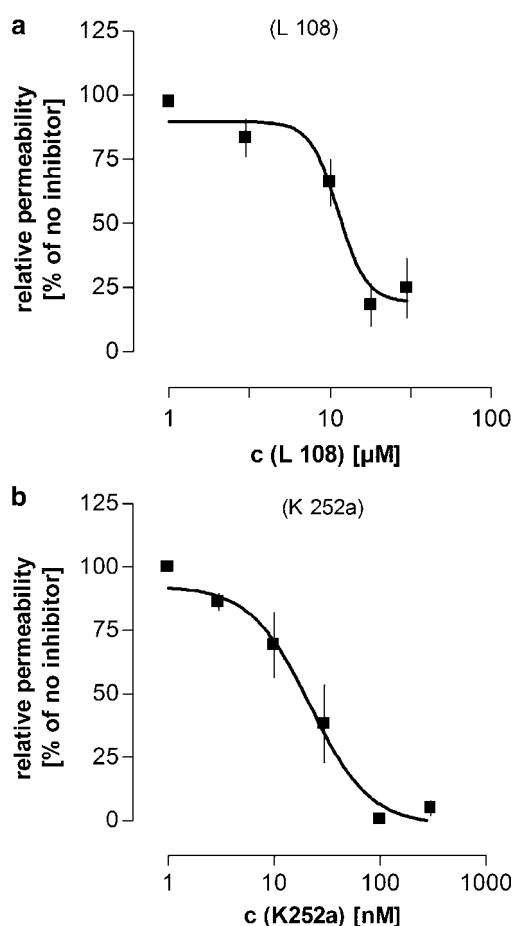 a
(L 108)
relative permeability
[% of no inhibitor]
125
100
75
50
25
0
1
10
100
c (L 108) [µM]
b
(K 252a)
relative permeability
[% of no inhibitor]
125
100
75
50
25
0
1
10
100
1000
c (K252a) [nM]